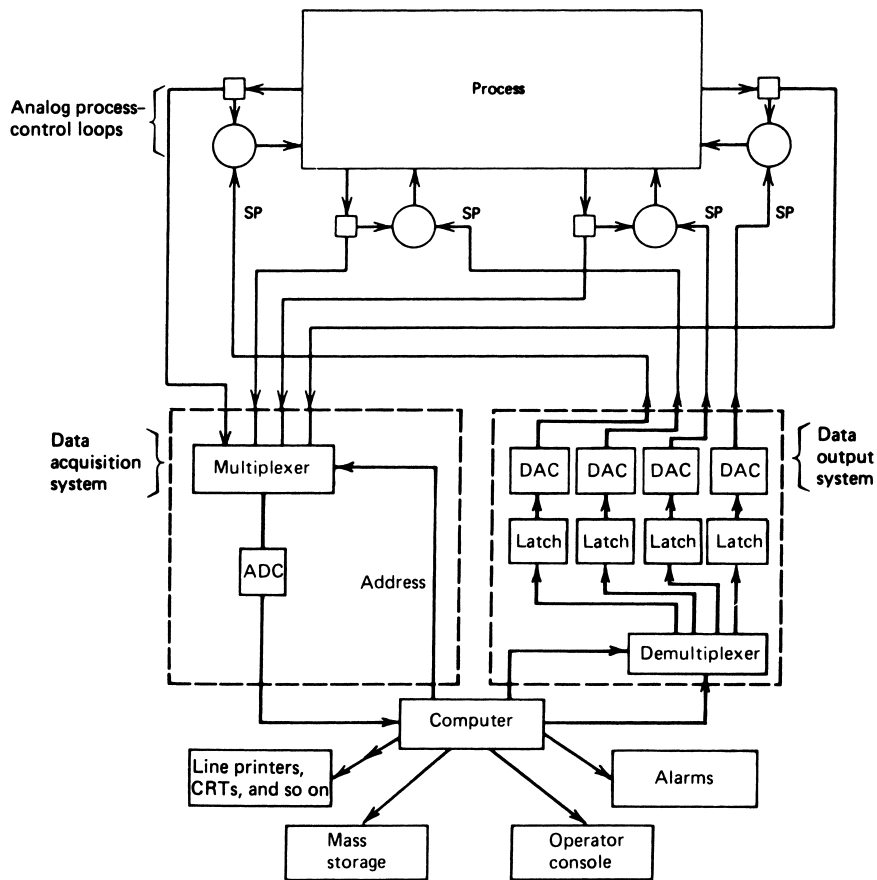 Process
Analog process-
control loops
SP
SP
SP
SP
Data
acquisition
system
Multiplexer
ADC
Address
Data
output
system
DAC
DAC
DAC
DAC
Latch
Latch
Latch
Latch
Demultiplexer
Computer
Line printers,
CRTs, and so on
Alarms
Mass
storage
Operator
console